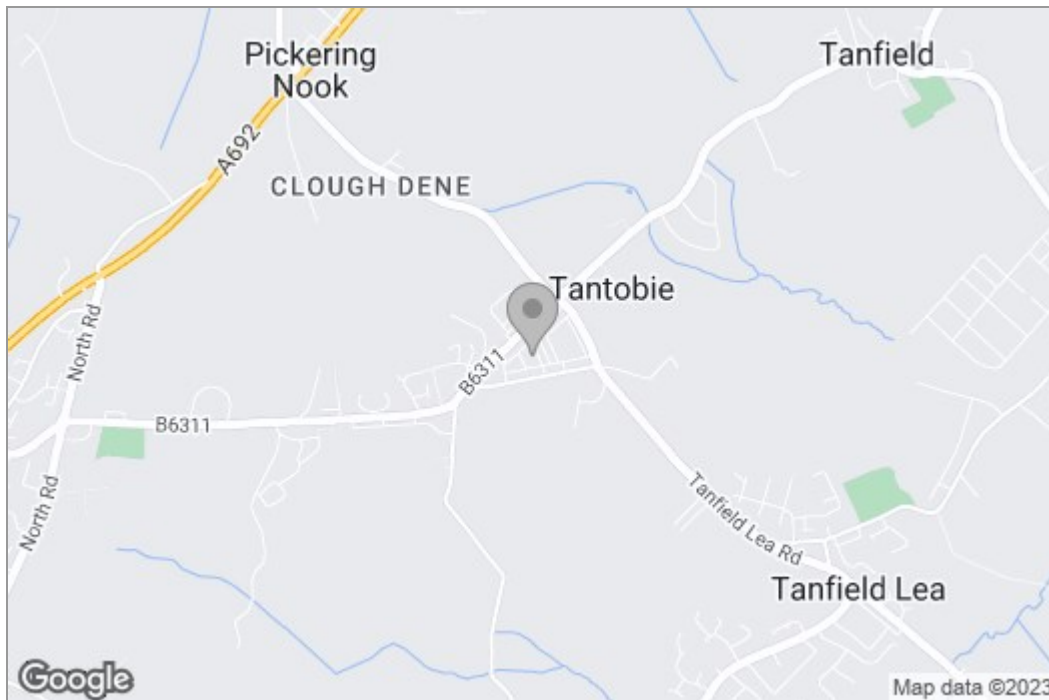 Pickering
Nook
Tanfield
A692
CLOUGH DENE
Tantobie
North Rd
B6311
B6311
North Rd
Tanfield Lea Rd
Tanfield Lea
Google
Map data ©2023